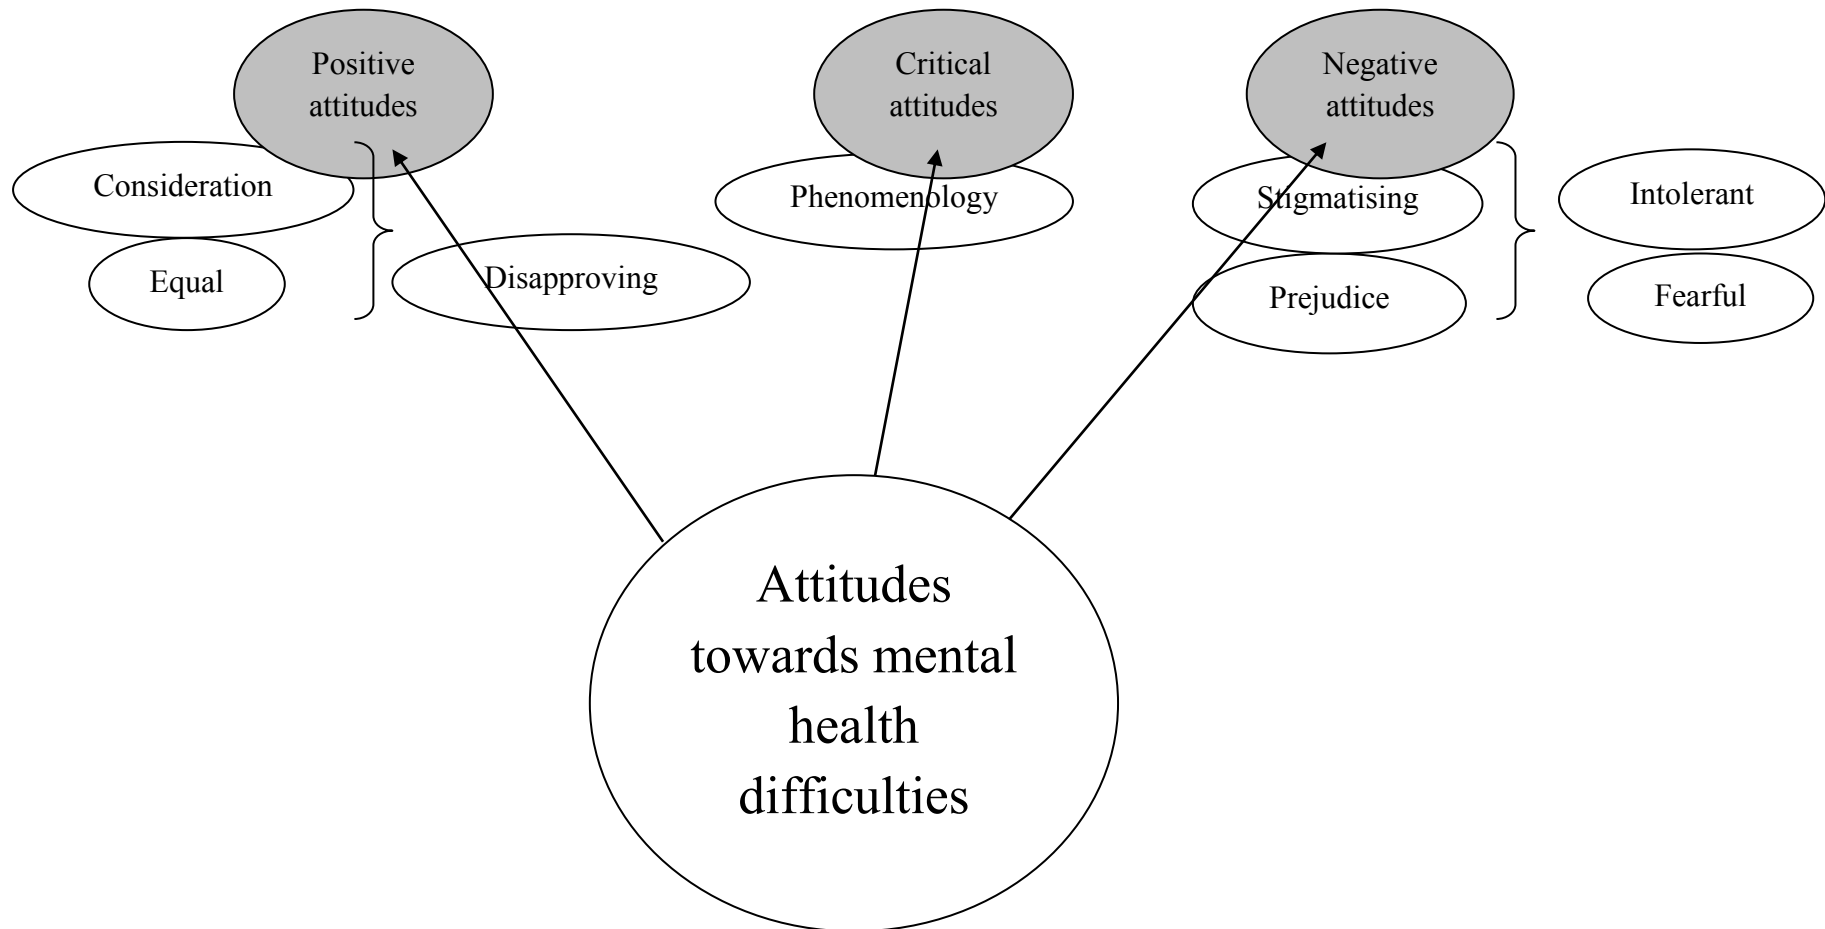 Positive
attitudes
Critical
attitudes
Negative
attitudes
Consideration
Phenomenology
Stigmatising
Intolerant
Equal
Disapproving
Prejudice
Fearful
Attitudes
towards mental
health
difficulties